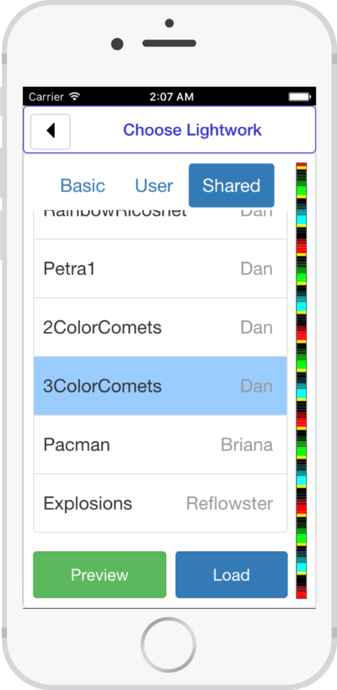 Carrier 2:07 AM
Choose Lightwork
Basic User Shared
RainbowRicoshet Dan
Petra1 Dan
2ColorComets Dan
3ColorComets Dan
Pacman Briana
Explosions Reflowster
Preview Load